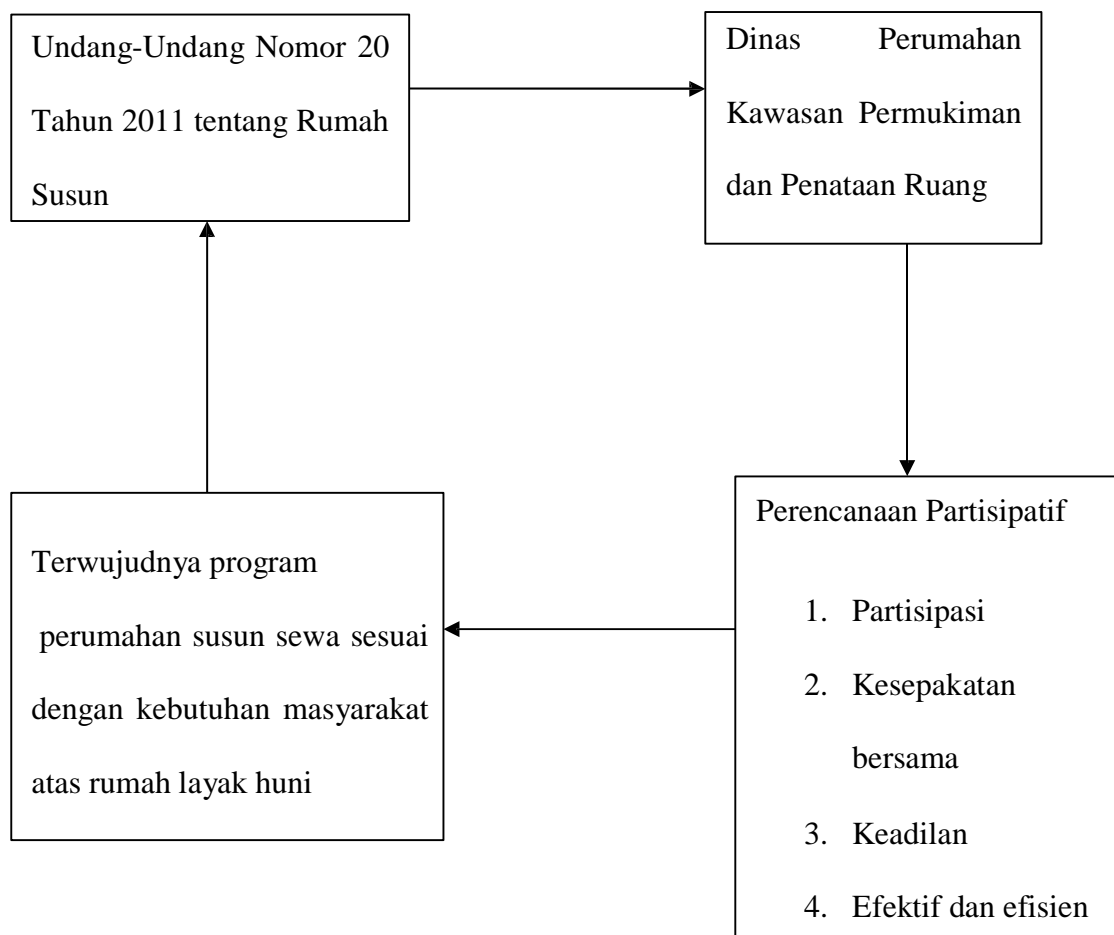 Undang-Undang Nomor 20
Tahun 2011 tentang Rumah
Susun
Dinas Perumahan
Kawasan Permukiman
dan Penataan Ruang
Terwujudnya program
perumahan susun sewa sesuai
dengan kebutuhan masyarakat
atas rumah layak huni
Perencanaan Partisipatif
1. Partisipasi
2. Kesepakatan
bersama
3. Keadilan
4. Efektif dan efisien